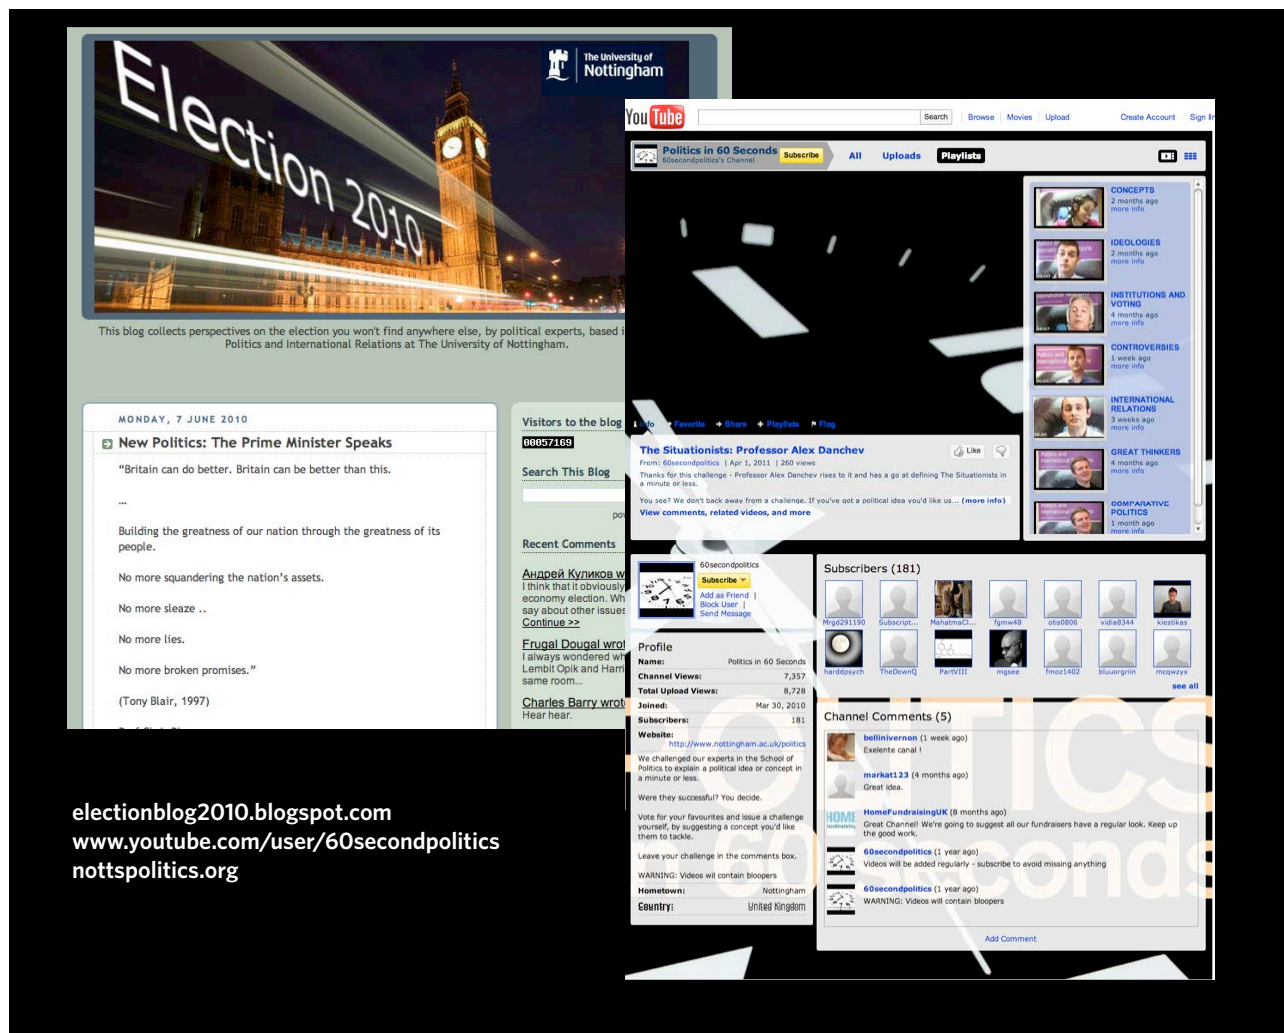 Election 2010
The University of
Nottingham
This blog collects perspectives on the election you won't find anywhere else, by political experts, based i
Politics and International Relations at The University of Nottingham.
MONDAY, 7 JUNE 2010
New Politics: The Prime Minister Speaks
“Britain can do better. Britain can be better than this.
...
Building the greatness of our nation through the greatness of its
people.
No more squandering the nation's assets.
No more sleaze ..
No more lies.
No more broken promises.”
(Tony Blair, 1997)
Visitors to the blog
00057169
Search This Blog
Recent Comments
Андрей Куликов w
I think that it obviously
economy election. Wh
say about other issues
Continue >>
Frugal Dougal wrot
I always wondered wh
Lembit Opik and Harri
same room...
Charles Barry wrot
Hear hear.
electionblog2010.blogspot.com
www.youtube.com/user/60secondpolitics
nottspolitics.org
YouTube
Search
Browse
Movies
Upload
Create Account
Sign In
Politics in 60 Seconds
60secondpolitics's Channel
Subscribe
All
Uploads
Playlists
CONCEPTS
2 months ago
more info
IDEOLOGIES
2 months ago
more info
INSTITUTIONS AND
VOTING
4 months ago
more info
CONTROVERSIES
1 week ago
more info
INTERNATIONAL
RELATIONS
3 weeks ago
more info
GREAT THINKERS
4 months ago
more info
COMPARATIVE
POLITICS
1 month ago
more info
Info
Favorite
Share
Playlists
Flag
The Situationists: Professor Alex Danchev
Like
From: 60secondpolitics | Apr 1, 2011 | 260 views
Thanks for this challenge - Professor Alex Danchev rises to it and has a go at defining The Situationists in
a minute or less.
You see? We don't back away from a challenge. If you've got a political idea you'd like us... (more info)
View comments, related videos, and more
60secondpolitics
Subscribe
Add as Friend |
Block User |
Send Message
Profile
Name: Politics in 60 Seconds
Channel Views: 7,357
Total Upload Views: 8,728
Joined: Mar 30, 2010
Subscribers: 181
Website:
http://www.nottingham.ac.uk/politics
We challenged our experts in the School of
Politics to explain a political idea or concept in
a minute or less.
Were they successful? You decide.
Vote for your favourites and issue a challenge
yourself, by suggesting a concept you'd like
them to tackle.
Leave your challenge in the comments box.
WARNING: Videos wil contain bloopers
Hometown: Nottingham
Country: United Kingdom
Subscribers (181)
Mrgd291190 Subscript... MahatmaCl... fgmw48 otis0806 vidia8344 kiestikas
harddpsych TheDownQ PartVIII mgsee fmoz1402 bluuorgriin mcqwzyx
see all
Channel Comments (5)
bellinivernon (1 week ago)
Exelente canal !
markat123 (4 months ago)
Great idea.
HomeFundraisingUK (8 months ago)
Great Channel! We're going to suggest all our fundraisers have a regular look. Keep up
the good work.
60secondpolitics (1 year ago)
Videos will be added regularly - subscribe to avoid missing anything
60secondpolitics (1 year ago)
WARNING: Videos will contain bloopers
Add Comment
POLITICS
in 60 seconds